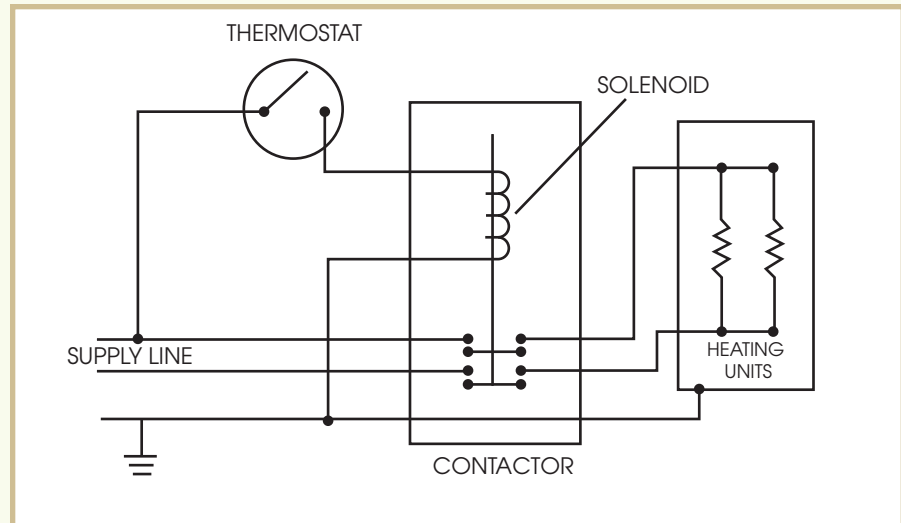 THERMOSTAT
SOLENOID
SUPPLY LINE
HEATING
UNITS
CONTACTOR